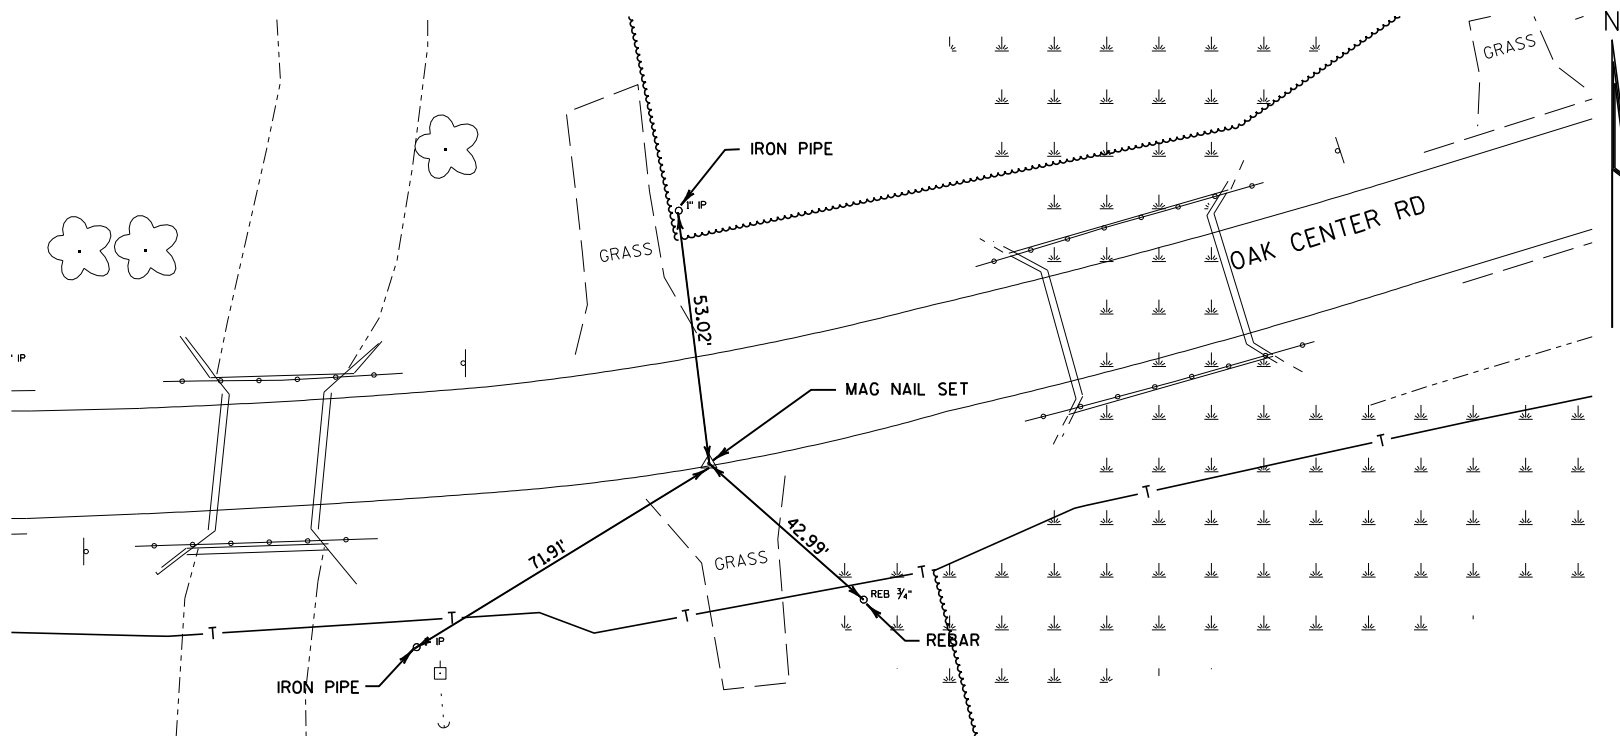 N
GRASS
IRON PIPE
1" IP
OAK CENTER RD
GRASS
53.02'
' IP
MAG NAIL SET
42.99'
71.91'
GRASS
T
REB ¾"
T
T
T
T
T
REBAR
IP
IRON PIPE